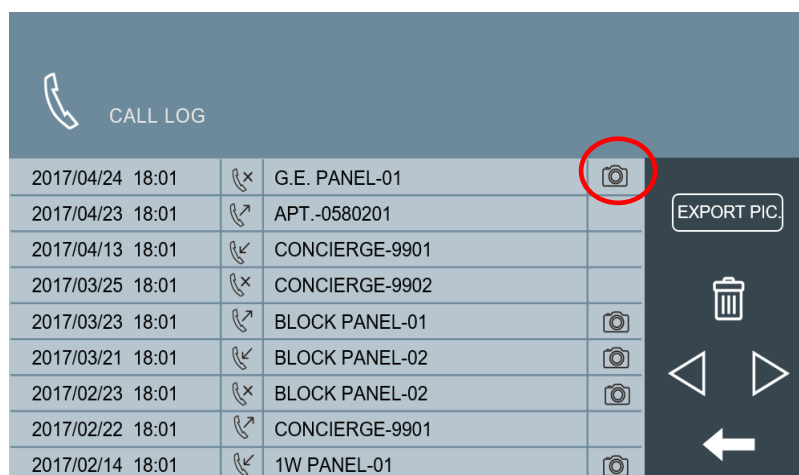 CALL LOG
2017/04/24 18:01 G.E. PANEL-01
EXPORT PIC.
2017/04/23 18:01 APT.-0580201
2017/04/13 18:01 CONCIERGE-9901
2017/03/25 18:01 CONCIERGE-9902
2017/03/23 18:01 BLOCK PANEL-01
2017/03/21 18:01 BLOCK PANEL-02
2017/02/23 18:01 BLOCK PANEL-02
2017/02/22 18:01 CONCIERGE-9901
2017/02/14 18:01 1W PANEL-01